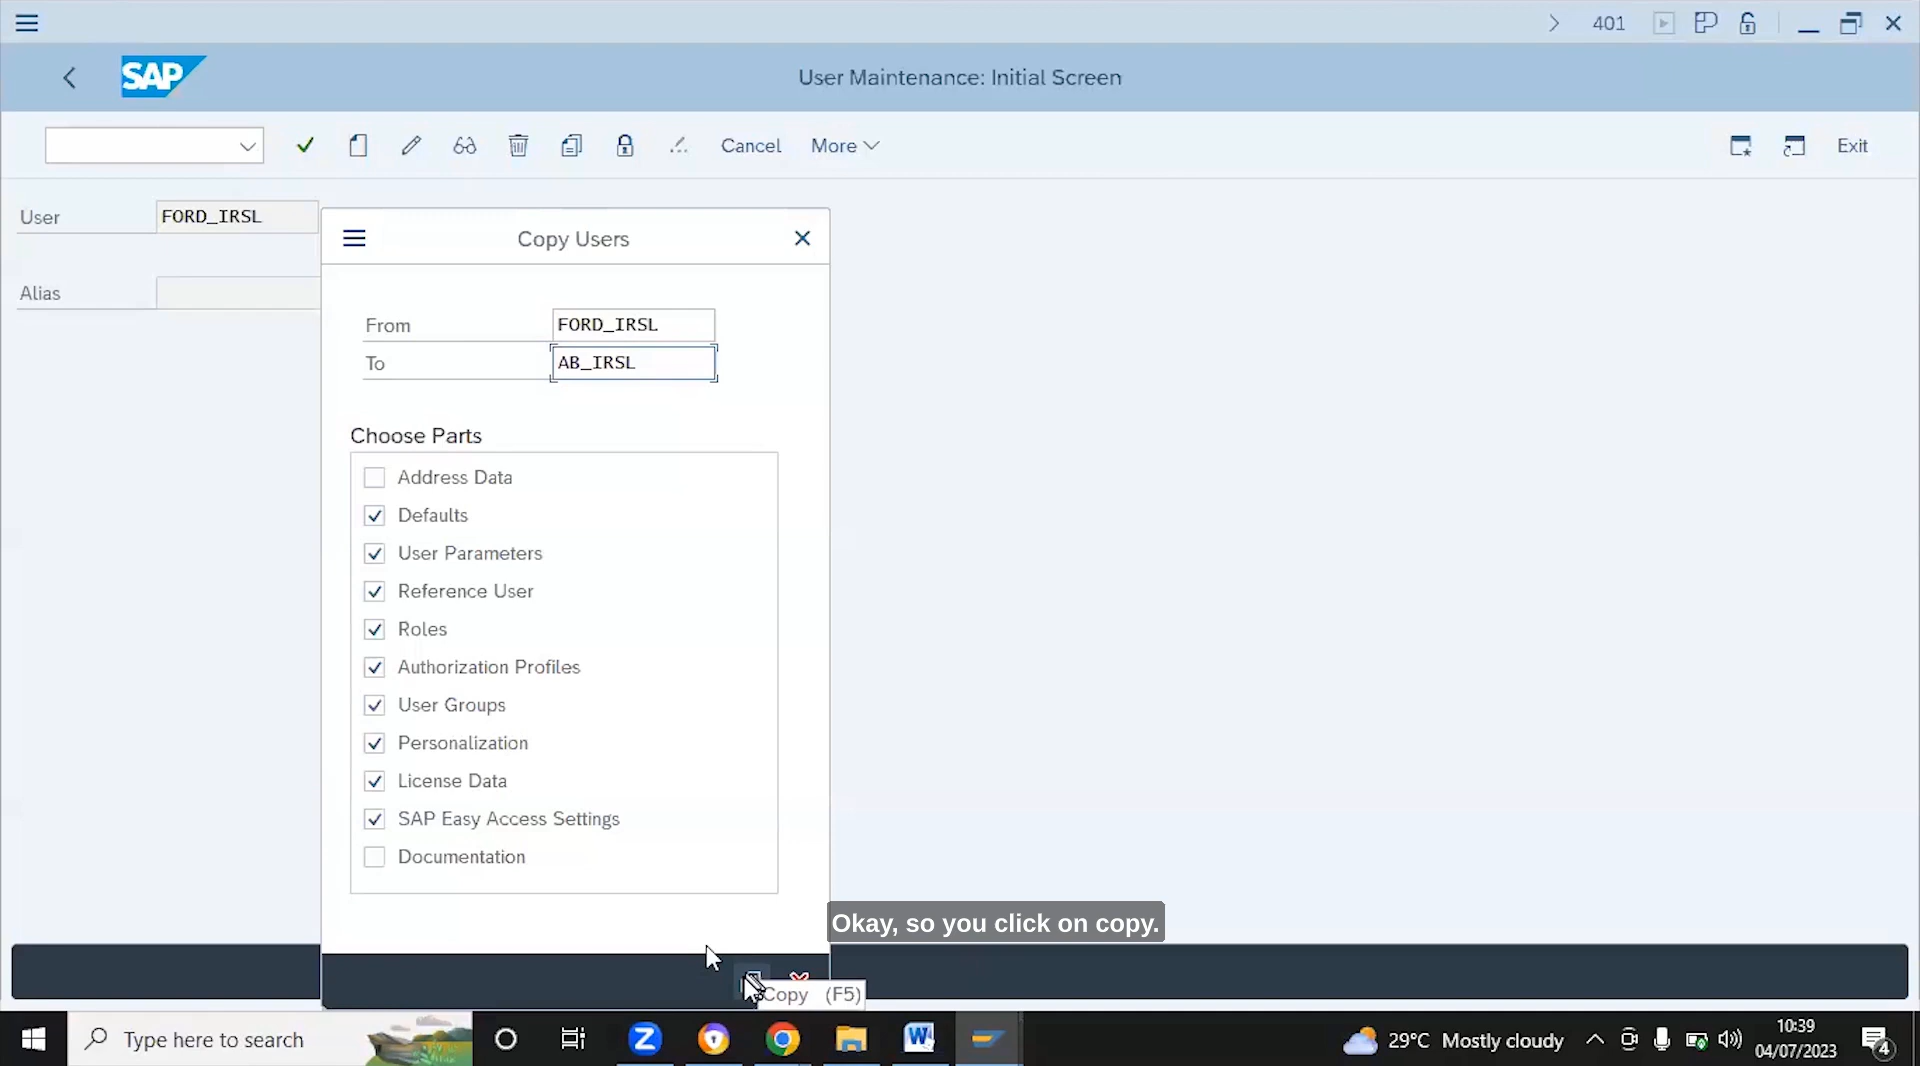 401
SAP
User Maintenance: Initial Screen
Cancel
More
Exit
User
FORD_IRSL
Alias
Copy Users
From
FORD_IRSL
To
AB_IRSL
Choose Parts
Address Data
Defaults
User Parameters
Reference User
Roles
Authorization Profiles
User Groups
Personalization
License Data
SAP Easy Access Settings
Documentation
Okay, so you click on copy.
Copy (F5)
Type here to search
Z
W
29°C Mostly cloudy
10:39
04/07/2023
4